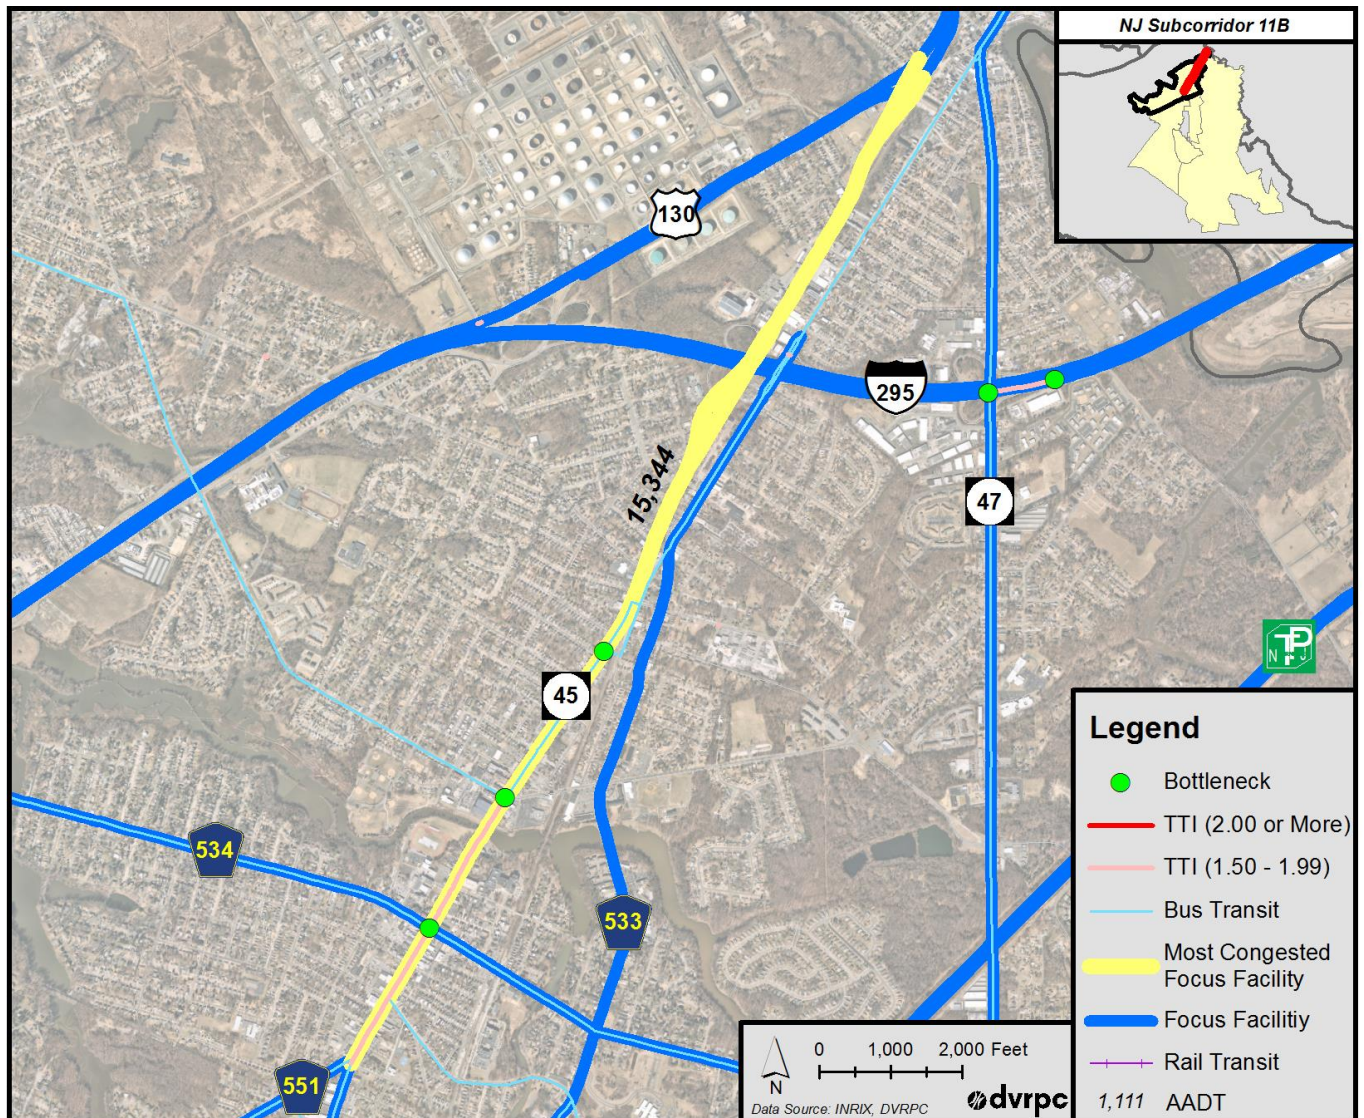 NJ Subcorridor 11B
130
295
15,344
47
N TP J
45
534
533
551
Legend
Bottleneck
TTI (2.00 or More)
TTI (1.50 - 1.99)
Bus Transit
Most Congested
Focus Facility
Focus Facilitiy
Rail Transit
1,111 AADT
0 1,000 2,000 Feet
N
Data Source: INRIX, DVRPC
dvrpc